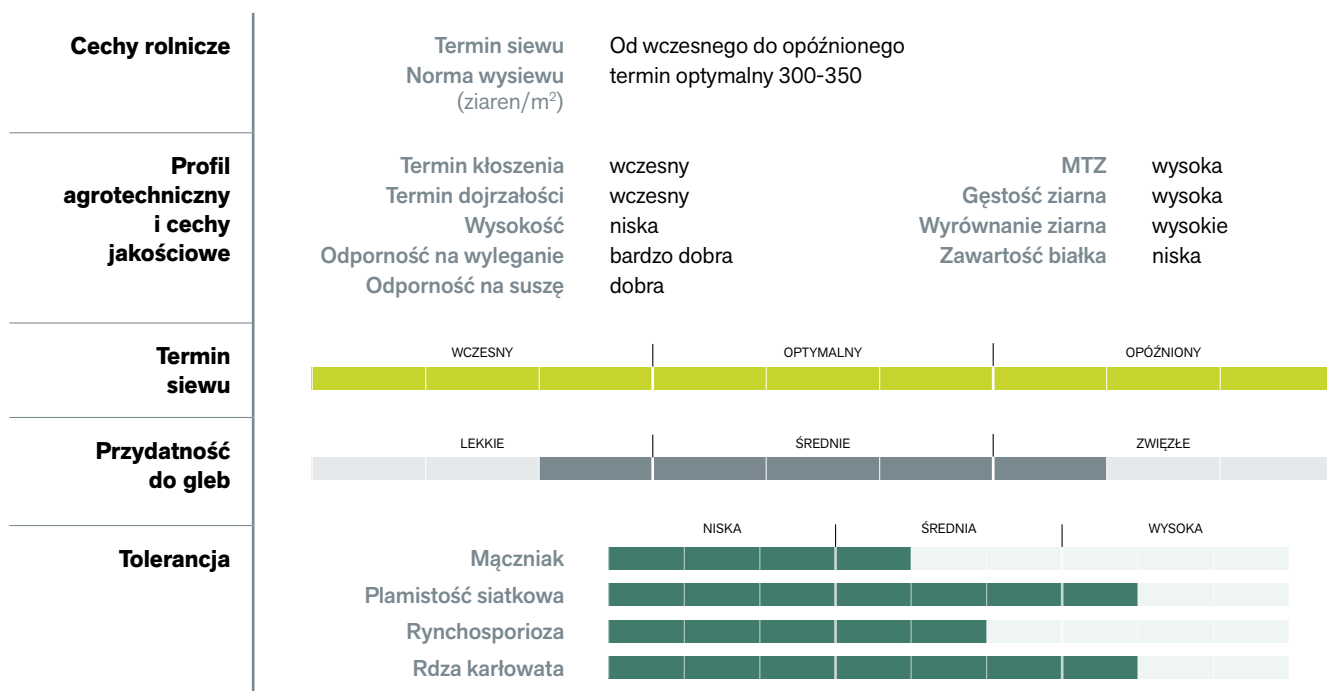 Cechy rolnicze
Termin siewu Od wczesnego do opóźnionego
Norma wysiewu termin optymalny 300-350
(ziaren/m²)
Profil
agrotechniczny
i cechy
jakościowe
Termin kłoszenia wczesny
Termin dojrzałości wczesny
Wysokość niska
Odporność na wyleganie bardzo dobra
Odporność na suszę dobra
MTZ wysoka
Gęstość ziarna wysoka
Wyrównanie ziarna wysokie
Zawartość białka niska
Termin
siewu
WCZESNY OPTYMALNY OPÓŹNIONY
Przydatność
do gleb
LEKKIE ŚREDNIE ZWIĘZŁE
Tolerancja
NISKA ŚREDNIA WYSOKA
Mączniak
Plamistość siatkowa
Rynchosporioza
Rdza karłowata